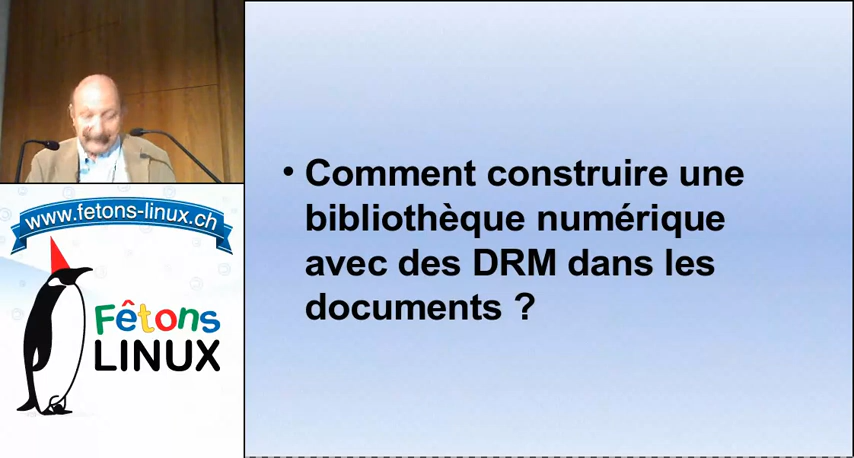 www.fetons-linux.ch
Fêtons
LINUX
• Comment construire une
bibliothèque numérique
avec des DRM dans les
documents ?